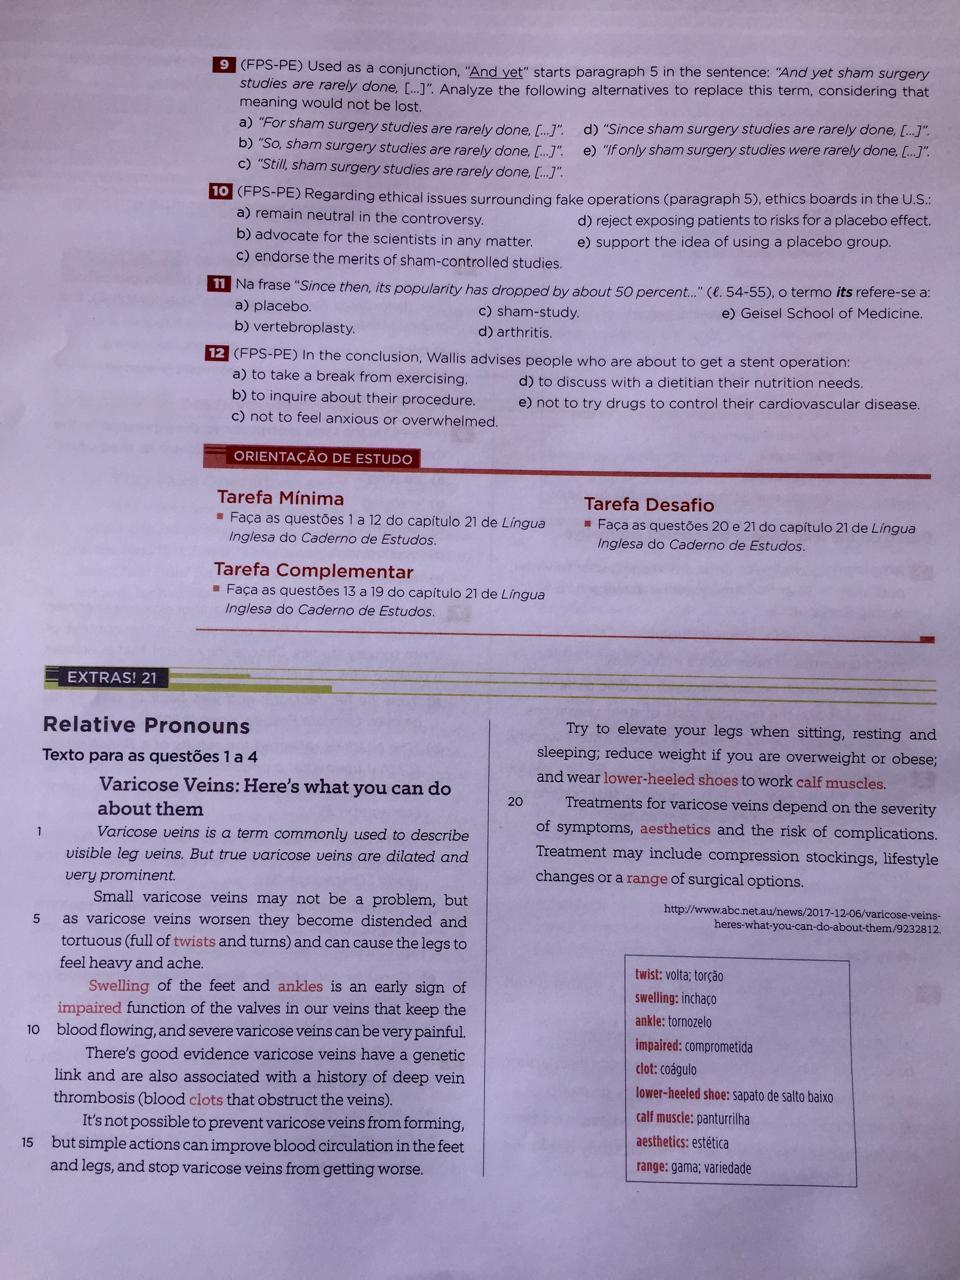 9 (FPS-PE) Used as a conjunction, "And yet" starts paragraph 5 in the sentence: "And yet sham surgery
studies are rarely done, [...]". Analyze the following alternatives to replace this term, considering that
meaning would not be lost.
a) "For sham surgery studies are rarely done, [...]".
b) "So, sham surgery studies are rarely done, [...]".
c) "Still, sham surgery studies are rarely done, [...]".
d) "Since sham surgery studies are rarely done, [...]".
e) "If only sham surgery studies were rarely done, [...]".
10 (FPS-PE) Regarding ethical issues surrounding fake operations (paragraph 5), ethics boards in the U.S.:
a) remain neutral in the controversy.
b) advocate for the scientists in any matter.
c) endorse the merits of sham-controlled studies.
d) reject exposing patients to risks for a placebo effect.
e) support the idea of using a placebo group.
11 Na frase "Since then, its popularity has dropped by about 50 percent..." (ℓ. 54-55), o termo its refere-se a:
a) placebo.
b) vertebroplasty.
c) sham-study.
d) arthritis.
e) Geisel School of Medicine.
12 (FPS-PE) In the conclusion, Wallis advises people who are about to get a stent operation:
a) to take a break from exercising.
b) to inquire about their procedure.
c) not to feel anxious or overwhelmed.
d) to discuss with a dietitian their nutrition needs.
e) not to try drugs to control their cardiovascular disease.
ORIENTAÇÃO DE ESTUDO
Tarefa Mínima
Faça as questões 1 a 12 do capítulo 21 de Língua
Inglesa do Caderno de Estudos.
Tarefa Complementar
Faça as questões 13 a 19 do capítulo 21 de Língua
Inglesa do Caderno de Estudos.
Tarefa Desafio
Faça as questões 20 e 21 do capítulo 21 de Língua
Inglesa do Caderno de Estudos.
EXTRAS! 21
Relative Pronouns
Texto para as questões 1 a 4
Varicose Veins: Here's what you can do
about them
1 Varicose veins is a term commonly used to describe
visible leg veins. But true varicose veins are dilated and
very prominent.
Small varicose veins may not be a problem, but
5 as varicose veins worsen they become distended and
tortuous (full of twists and turns) and can cause the legs to
feel heavy and ache.
Swelling of the feet and ankles is an early sign of
impaired function of the valves in our veins that keep the
10 blood flowing, and severe varicose veins can be very painful.
There's good evidence varicose veins have a genetic
link and are also associated with a history of deep vein
thrombosis (blood clots that obstruct the veins).
It's not possible to prevent varicose veins from forming,
15 but simple actions can improve blood circulation in the feet
and legs, and stop varicose veins from getting worse.
Try to elevate your legs when sitting, resting and
sleeping; reduce weight if you are overweight or obese;
and wear lower-heeled shoes to work calf muscles.
20 Treatments for varicose veins depend on the severity
of symptoms, aesthetics and the risk of complications.
Treatment may include compression stockings, lifestyle
changes or a range of surgical options.
http://www.abc.net.au/news/2017-12-06/varicose-veins-
heres-what-you-can-do-about-them/9232812.
twist: volta; torção
swelling: inchaço
ankle: tornozelo
impaired: comprometida
clot: coágulo
lower-heeled shoe: sapato de salto baixo
calf muscle: panturrilha
aesthetics: estética
range: gama; variedade